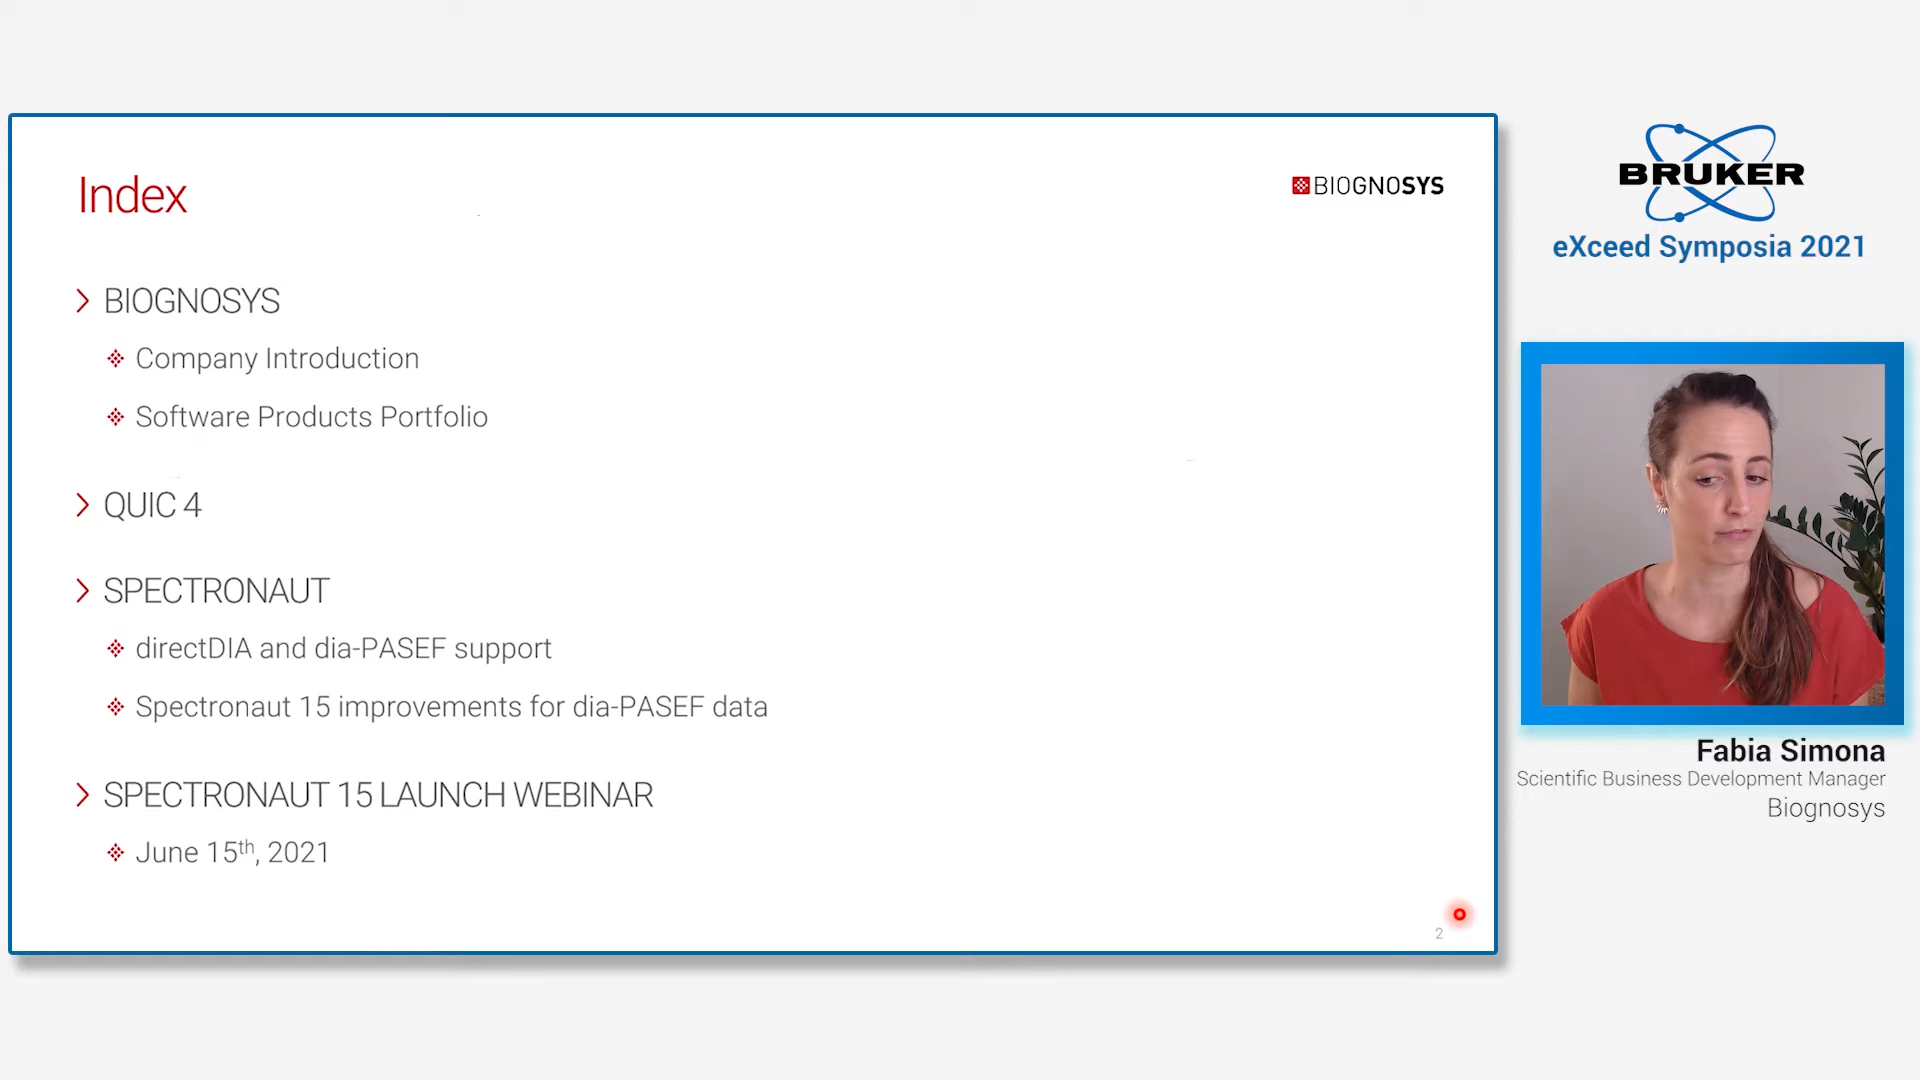 Index
BIOGNOSYS
BIOGNOSYS
Company Introduction
Software Products Portfolio
QUIC 4
SPECTRONAUT
directDIA and dia-PASEF support
Spectronaut 15 improvements for dia-PASEF data
SPECTRONAUT 15 LAUNCH WEBINAR
June 15th, 2021
2
BRUKER
eXceed Symposia 2021
Fabia Simona
Scientific Business Development Manager
Biognosys